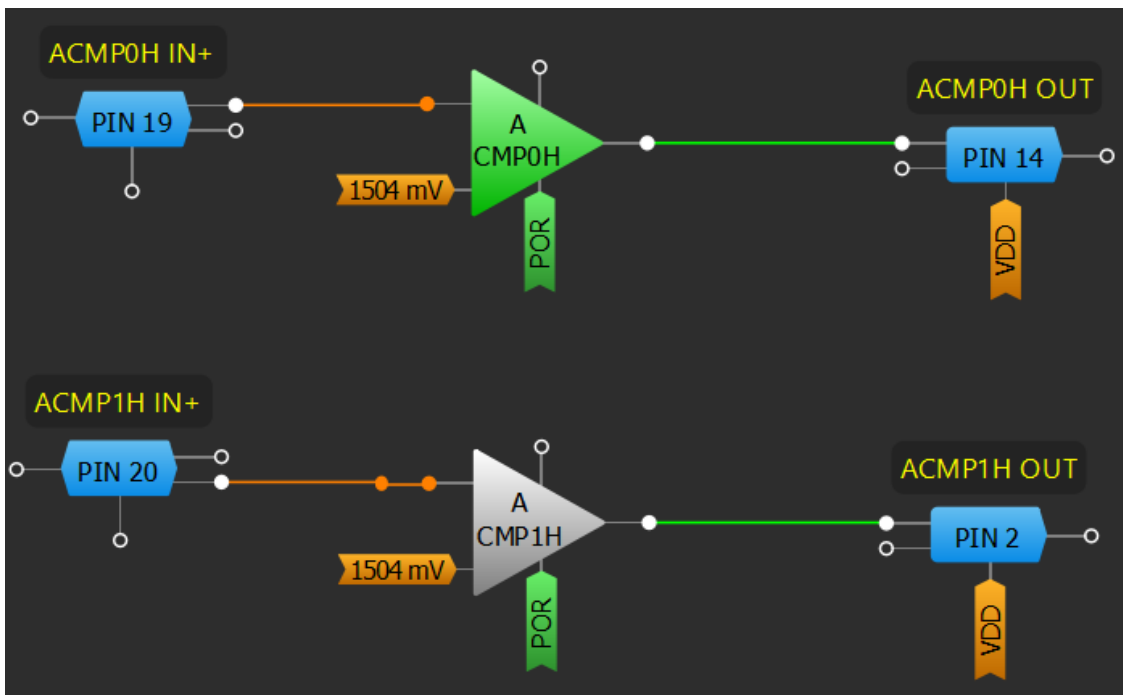 ACMP0H IN+
ACMP0H OUT
PIN 19
A
CMP0H
PIN 14
1504 mV
POR
VDD
ACMP1H IN+
ACMP1H OUT
PIN 20
A
CMP1H
PIN 2
1504 mV
POR
VDD